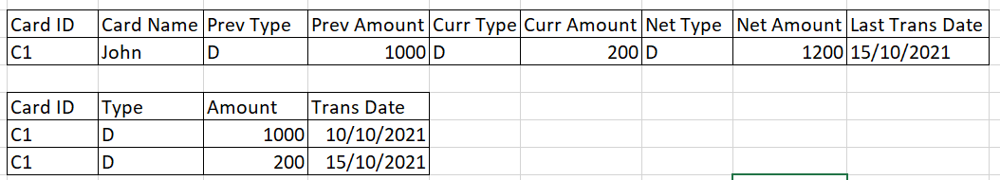 Card ID Card Name Prev Type Prev Amount Curr Type Curr Amount Net Type Net Amount Last Trans Date
C1 John D 1000 D 200 D 1200 15/10/2021
Card ID Type Amount Trans Date
C1 D 1000 10/10/2021
C1 D 200 15/10/2021